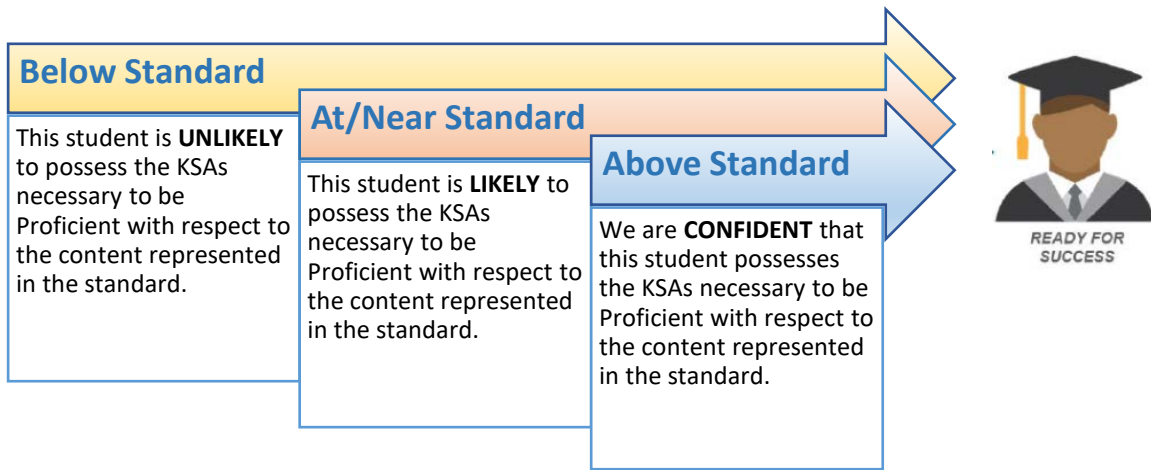 Below Standard
This student is UNLIKELY
to possess the KSAs
necessary to be
Proficient with respect to
the content represented
in the standard.
At/Near Standard
This student is LIKELY to
possess the KSAs
necessary to be
Proficient with respect to
the content represented
in the standard.
Above Standard
We are CONFIDENT that
this student possesses
the KSAs necessary to be
Proficient with respect to
the content represented
in the standard.
READY FOR
SUCCESS